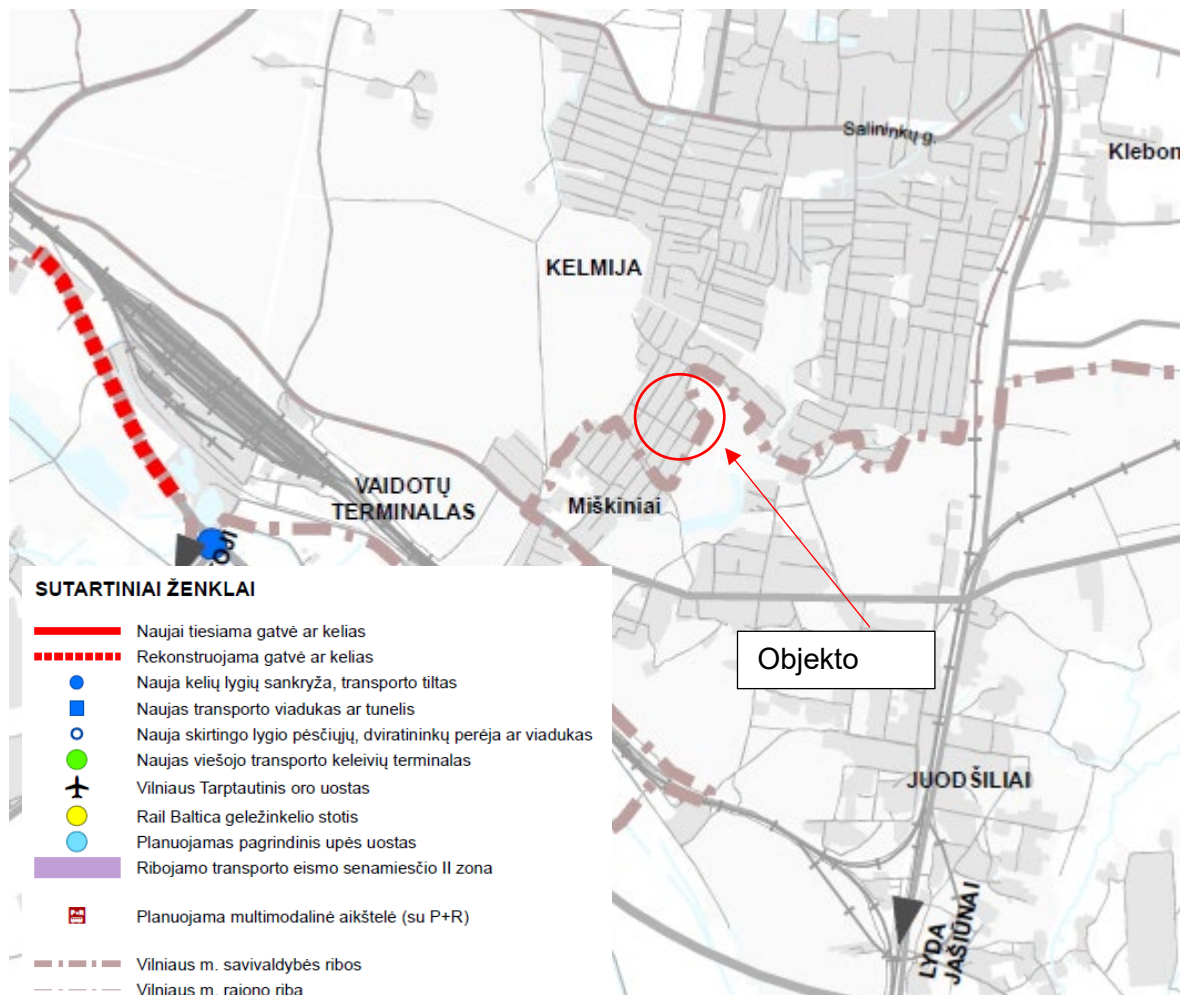 Salininkų g.
Klebon
KELMIJA
VAIDOTŲ
TERMINALAS
Miškiniai
OJI
Objekto
JUODŠILIAI
LYDA
JAŠIŪNAI
SUTARTINIAI ŽENKLAI
Naujai tiesiama gatvė ar kelias
Rekonstruojama gatvė ar kelias
Nauja kelių lygių sankryža, transporto tiltas
Naujas transporto viadukas ar tunelis
Nauja skirtingo lygio pėsčiųjų, dviratininkų perėja ar viadukas
Naujas viešojo transporto keleivių terminalas
Vilniaus Tarptautinis oro uostas
Rail Baltica geležinkelio stotis
Planuojamas pagrindinis upės uostas
Ribojamo transporto eismo senamiesčio II zona
P+R
Planuojama multimodalinė aikštelė (su P+R)
Vilniaus m. savivaldybės ribos
Vilniaus m. rajono riba